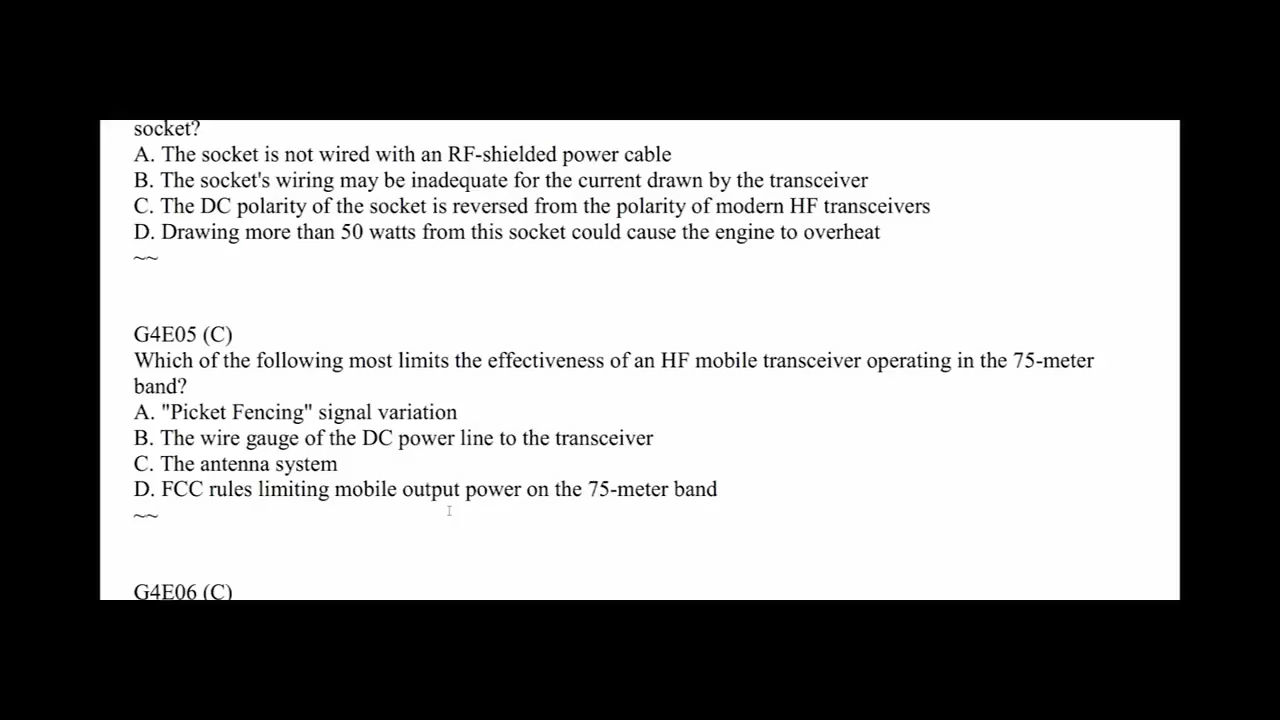 socket?
A. The socket is not wired with an RF-shielded power cable
B. The socket's wiring may be inadequate for the current drawn by the transceiver
C. The DC polarity of the socket is reversed from the polarity of modern HF transceivers
D. Drawing more than 50 watts from this socket could cause the engine to overheat
~~
G4E05 (C)
Which of the following most limits the effectiveness of an HF mobile transceiver operating in the 75-meter
band?
A. "Picket Fencing" signal variation
B. The wire gauge of the DC power line to the transceiver
C. The antenna system
D. FCC rules limiting mobile output power on the 75-meter band
~~
G4E06 (C)